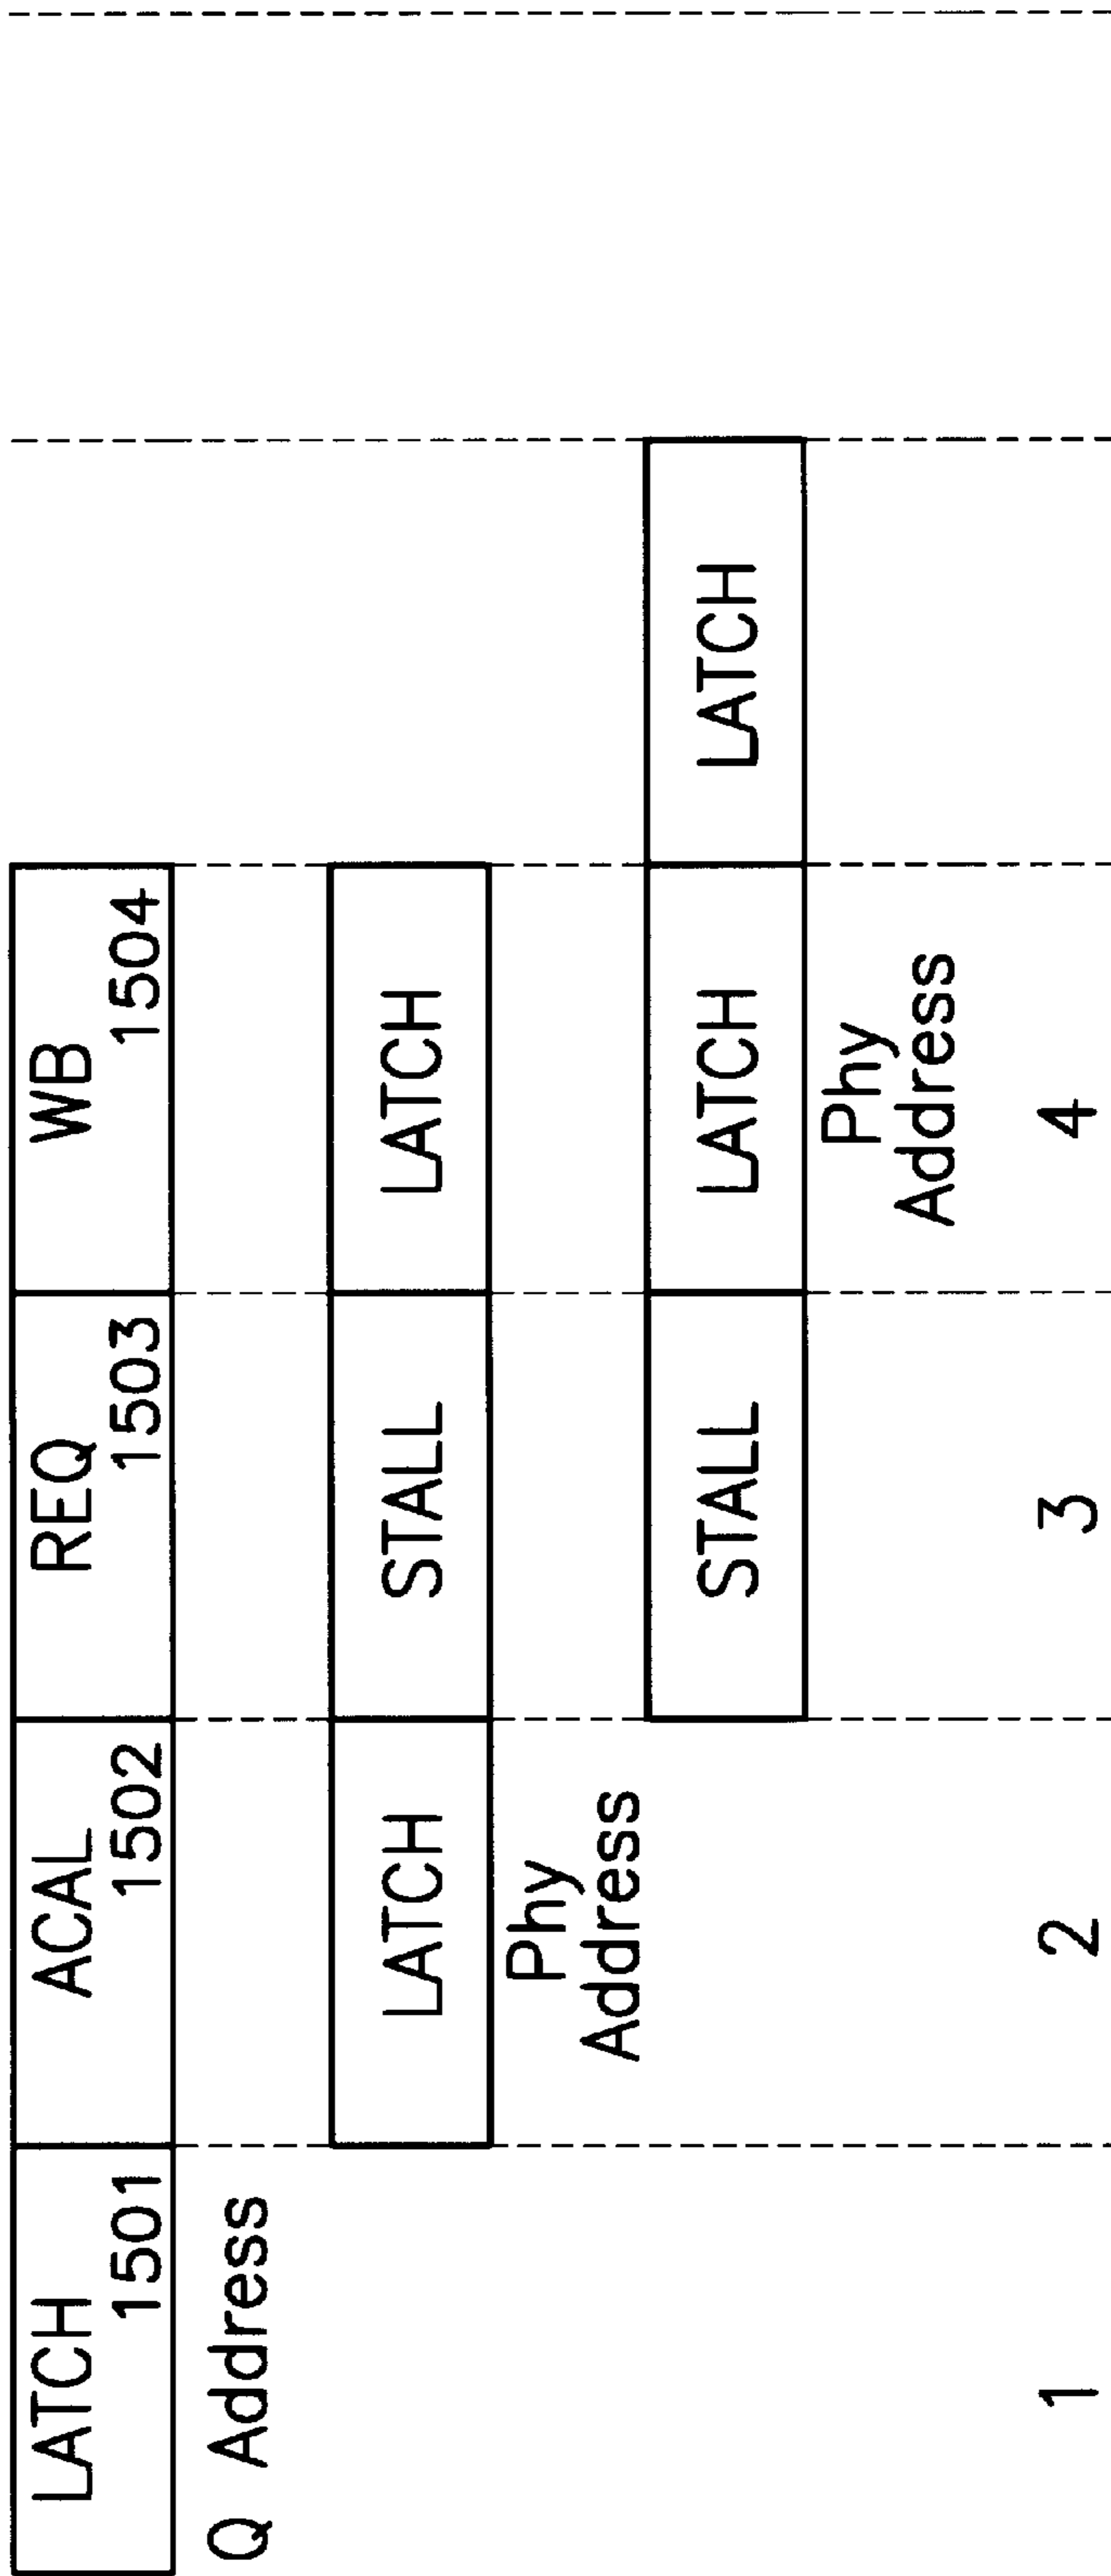 LATCH
1501
ACAL
1502
REQ
1503
WB
1504
Q Address
LATCH
STALL
LATCH
Phy
Address
STALL
LATCH
LATCH
Phy
Address
1
2
3
4